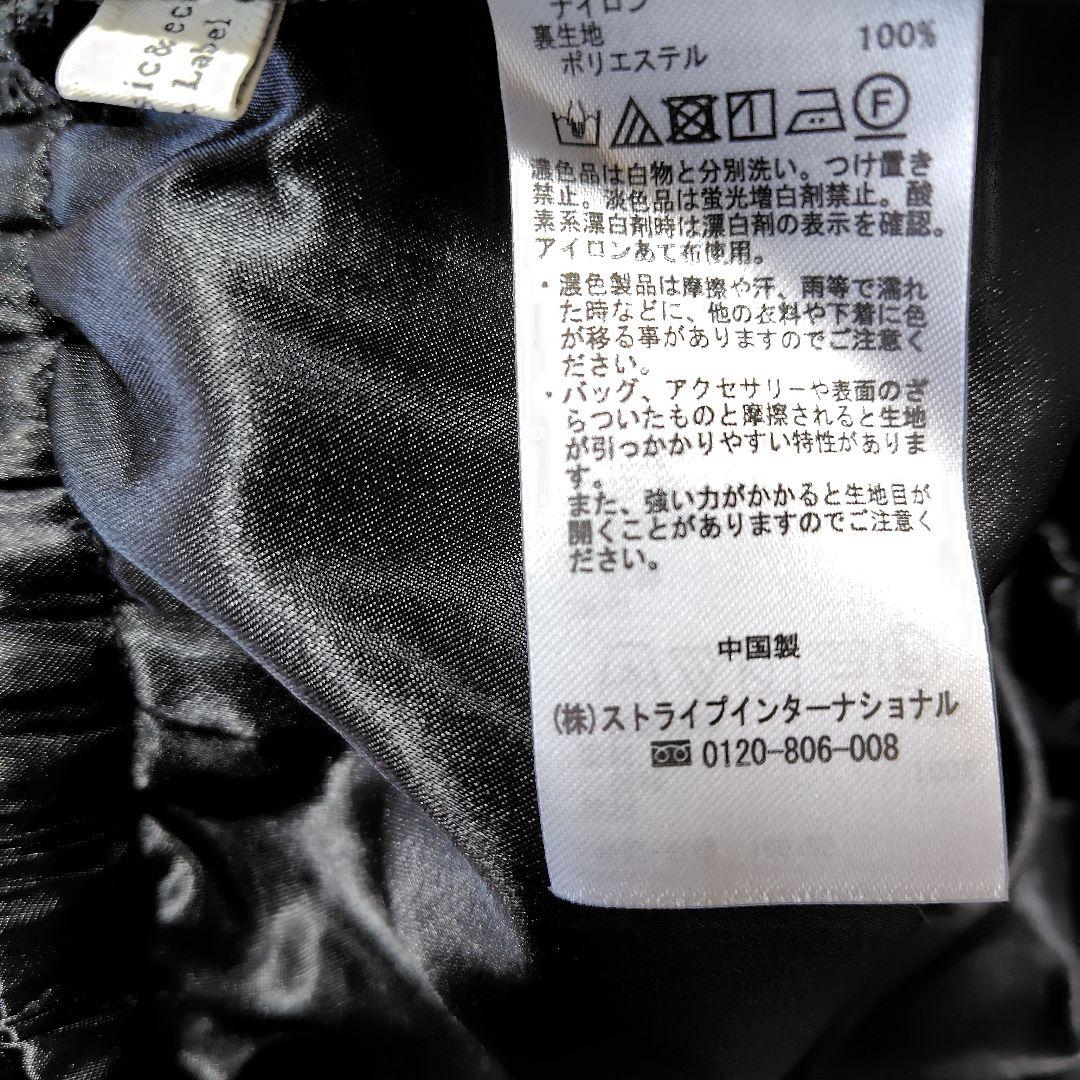 ic&ec
Label
ナイロン
裏生地
ポリエステル 100%
F
濃色品は白物と分別洗い。つけ置き
禁止。淡色品は蛍光増白剤禁止。酸
素系漂白剤時は漂白剤の表示を確認。
アイロンあて布使用。
・濃色製品は摩擦や汗、雨等で濡れ
た時などに、他の衣料や下着に色
が移る事がありますのでご注意く
ださい。
・バッグ、アクセサリーや表面のざ
らついたものと摩擦されると生地
が引っかかりやすい特性がありま
す。
また、強い力がかかると生地目が
開くことがありますのでご注意く
ださい。
中国製
(株)ストライプインターナショナル
0120-806-008